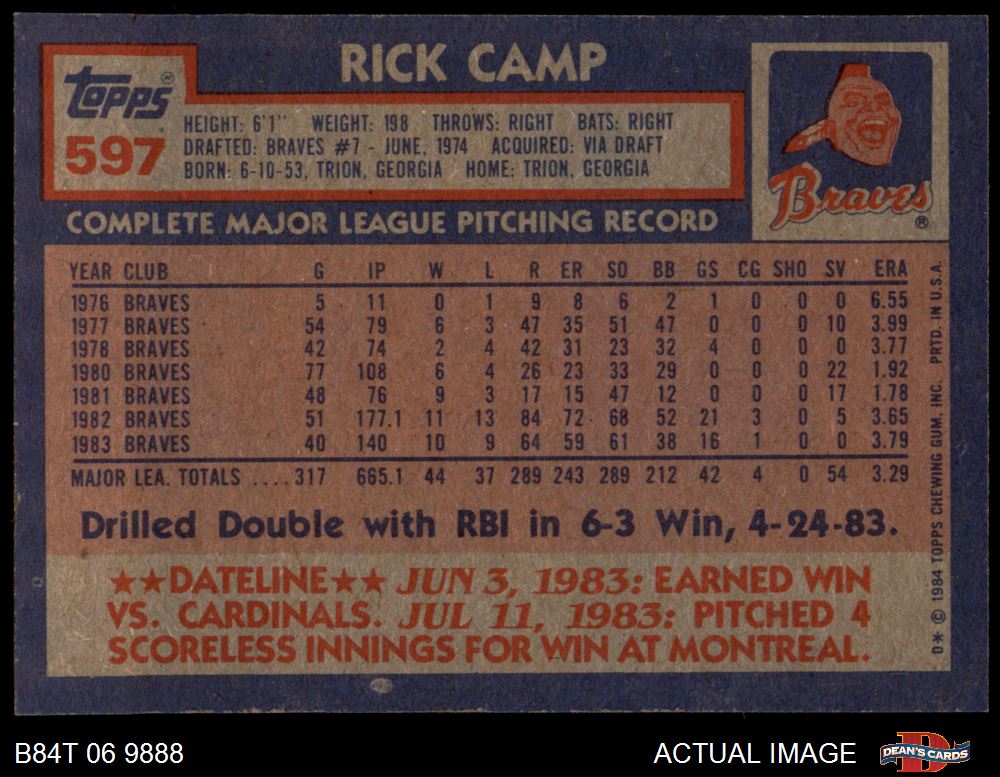 RICK CAMP
Topps
597
HEIGHT: 6'1" WEIGHT: 198 THROWS: RIGHT BATS: RIGHT
DRAFTED: BRAVES #7 - JUNE, 1974 ACQUIRED: VIA DRAFT
BORN: 6-10-53, TRION, GEORGIA HOME: TRION, GEORGIA
Braves ®
COMPLETE MAJOR LEAGUE PITCHING RECORD
YEAR CLUB G IP W L R ER SO BB GS CG SHO SV ERA
1976 BRAVES 5 11 0 1 9 8 6 2 1 0 0 0 6.55
1977 BRAVES 54 79 6 3 47 35 51 47 0 0 0 10 3.99
1978 BRAVES 42 74 2 4 42 31 23 32 4 0 0 0 3.77
1980 BRAVES 77 108 6 4 26 23 33 29 0 0 0 22 1.92
1981 BRAVES 48 76 9 3 17 15 47 12 0 0 0 17 1.78
1982 BRAVES 51 177.1 11 13 84 72 68 52 21 3 0 5 3.65
1983 BRAVES 40 140 10 9 64 59 61 38 16 1 0 0 3.79
MAJOR LEA. TOTALS ....317 665.1 44 37 289 243 289 212 42 4 0 54 3.29
Drilled Double with RBI in 6-3 Win, 4-24-83.
★★DATELINE★★ JUN 3, 1983: EARNED WIN
VS. CARDINALS. JUL 11, 1983: PITCHED 4
SCORELESS INNINGS FOR WIN AT MONTREAL.
D* © 1984 TOPPS CHEWING GUM, INC. PRTD. IN U.S.A.
B84T 06 9888
ACTUAL IMAGE
DEAN'S CARDS